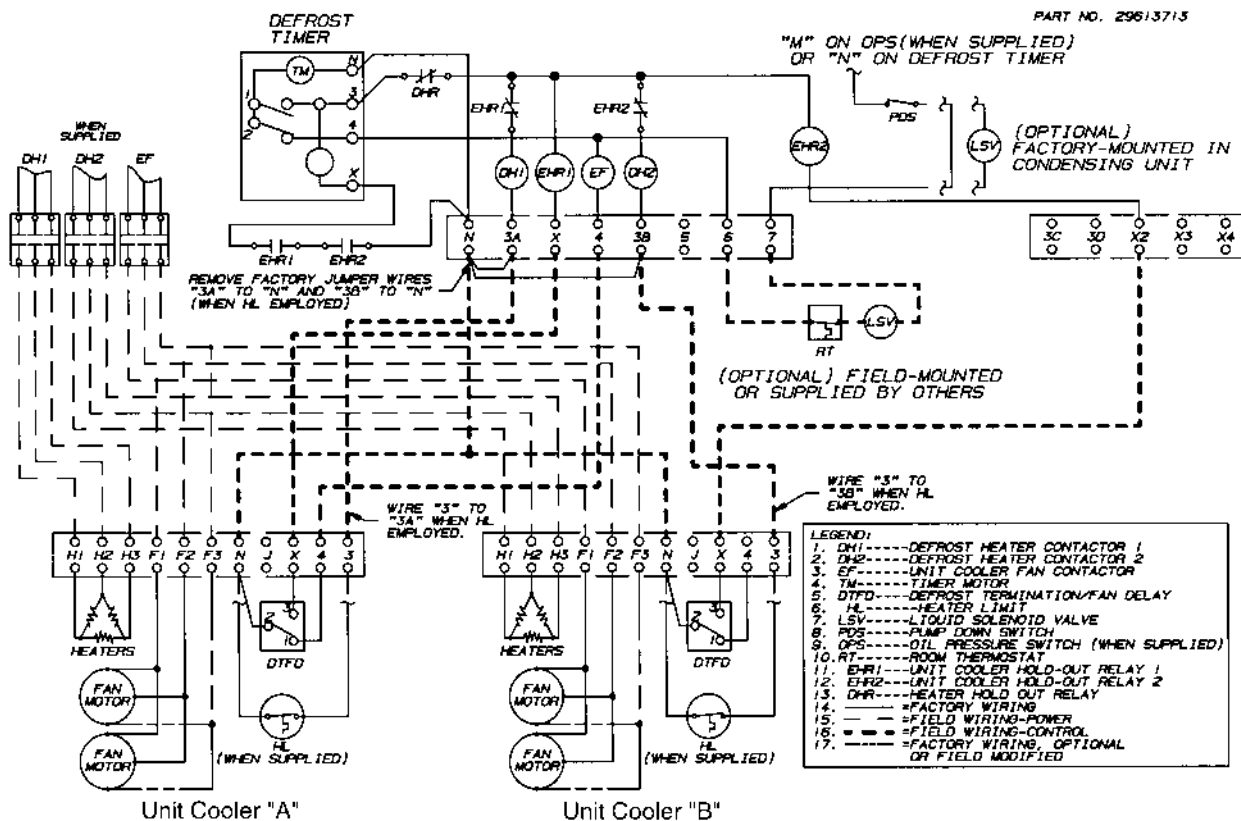 PART NO. 29613713
DEFROST
TIMER
N
TM
1
3
2
4
X
DHR
EHR1
EHR2
"M" ON OPS(WHEN SUPPLIED)
OR "N" ON DEFROST TIMER
PDS
LSV
(OPTIONAL)
FACTORY-MOUNTED IN
CONDENSING UNIT
EHR2
WHEN
SUPPLIED
DH1 DH2 EF
DH1 EHR1 EF DH2
EHR1 EHR2
N 3A X 4 3B 5 6 7
3C 3D X2 X3 X4
REMOVE FACTORY JUMPER WIRES
"3A" TO "N" AND "3B" TO "N"
(WHEN HL EMPLOYED)
RT
LSV
(OPTIONAL) FIELD-MOUNTED
OR SUPPLIED BY OTHERS
WIRE "3" TO
"3A" WHEN HL
EMPLOYED.
WIRE "3" TO
"3B" WHEN HL
EMPLOYED.
H1 H2 H3 F1 F2 F3 N J X 4 3
H1 H2 H3 F1 F2 F3 N J X 4 3
HEATERS
2 3 1
DTFD
FAN
MOTOR
FAN
MOTOR
HL
(WHEN SUPPLIED)
Unit Cooler "A"
HEATERS
2 3 1
DTFD
FAN
MOTOR
FAN
MOTOR
HL
(WHEN SUPPLIED)
Unit Cooler "B"
LEGEND:
1. DH1-----DEFROST HEATER CONTACTOR 1
2. DH2-----DEFROST HEATER CONTACTOR 2
3. EF------UNIT COOLER FAN CONTACTOR
4. TM------TIMER MOTOR
5. DTFD----DEFROST TERMINATION/FAN DELAY
6. HL------HEATER LIMIT
7. LSV-----LIQUID SOLENOID VALVE
8. PDS-----PUMP DOWN SWITCH
9. OPS-----OIL PRESSURE SWITCH (WHEN SUPPLIED)
10. RT------ROOM THERMOSTAT
11. EHR1----UNIT COOLER HOLD-OUT RELAY 1
12. EHR2----UNIT COOLER HOLD-OUT RELAY 2
13. DHR----HEATER HOLD OUT RELAY
14. =FACTORY WIRING
15. =FIELD WIRING-POWER
16. =FIELD WIRING-CONTROL
17. =FACTORY WIRING, OPTIONAL
OR FIELD MODIFIED